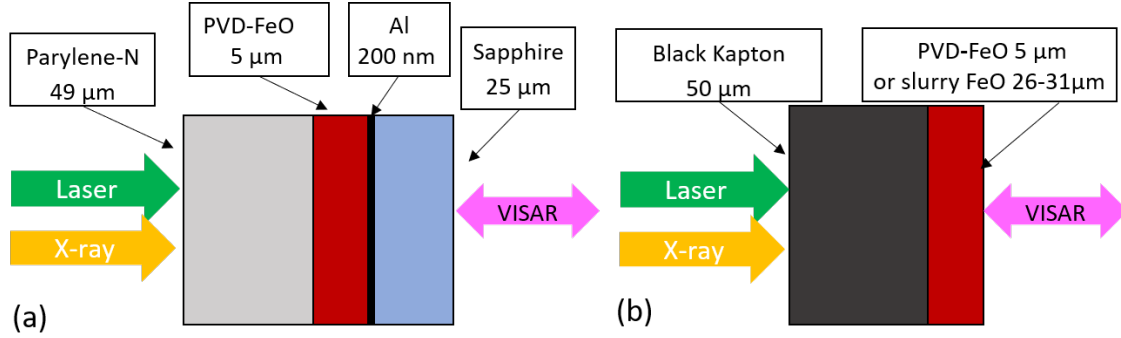 Parylene-N
49 µm
PVD-FeO
5 µm
Al
200 nm
Sapphire
25 µm
Laser
X-ray
VISAR
(a)
Black Kapton
50 µm
PVD-FeO 5 µm
or slurry FeO 26-31µm
Laser
X-ray
VISAR
(b)